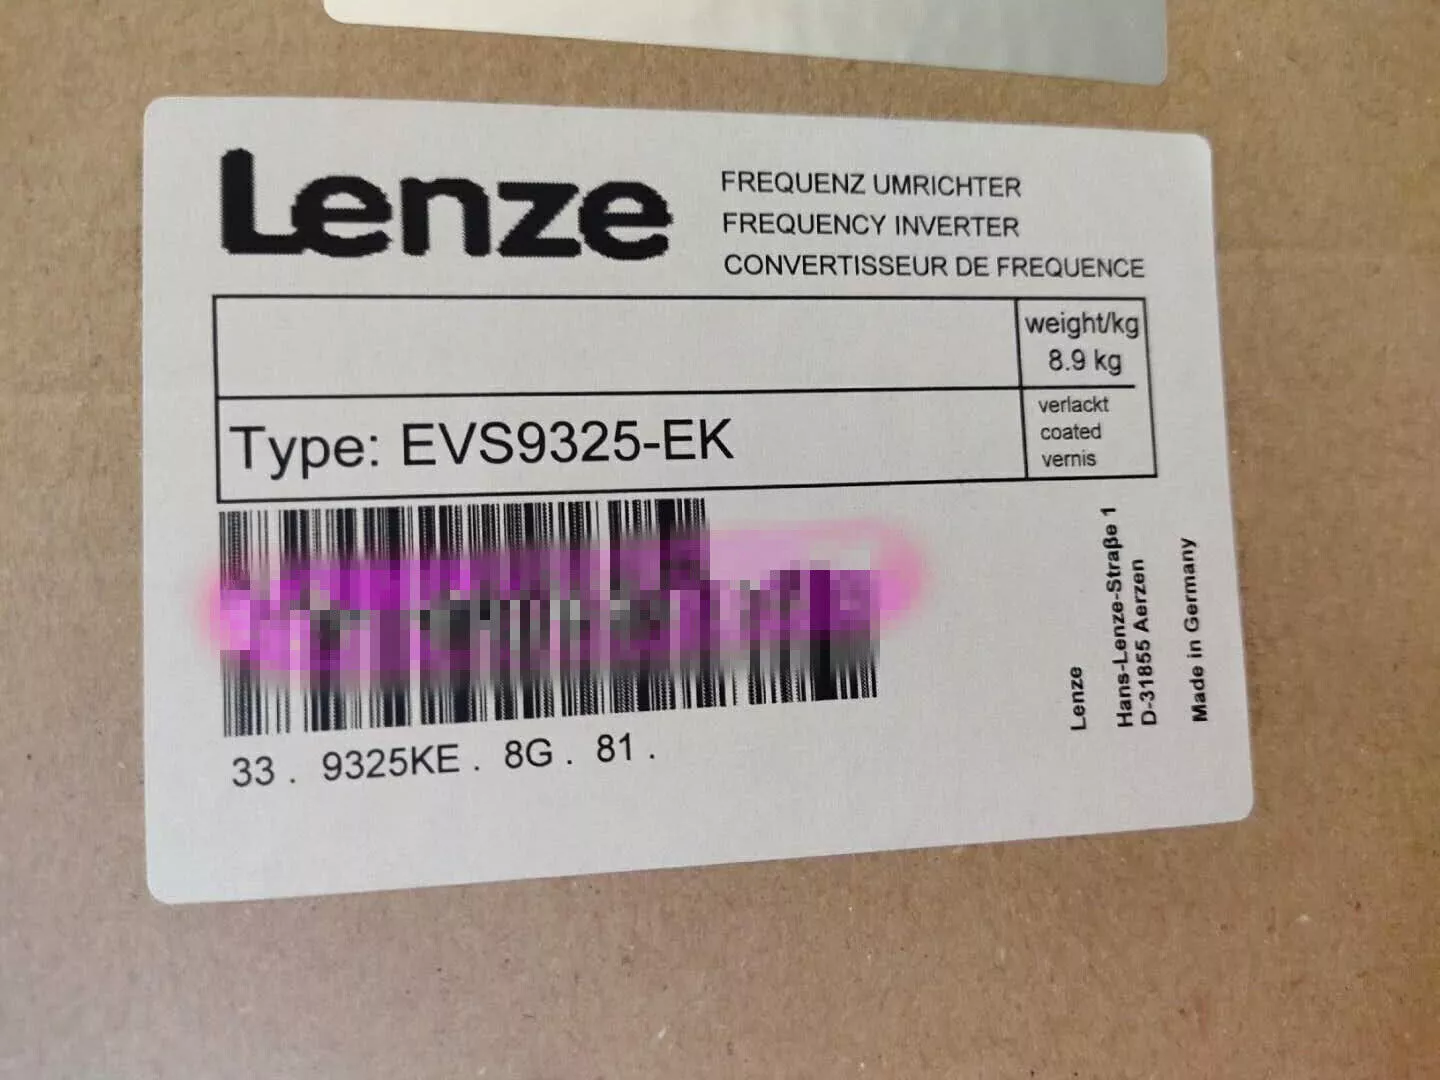 Lenze
FREQUENZ UMRICHTER
FREQUENCY INVERTER
CONVERTISSEUR DE FREQUENCE
weight/kg
8.9 kg
Type: EVS9325-EK
verlackt
coated
vernis
33 . 9325KE . 8G . 81 .
Lenze
Hans-Lenze-Straße 1
D-31855 Aerzen
Made in Germany